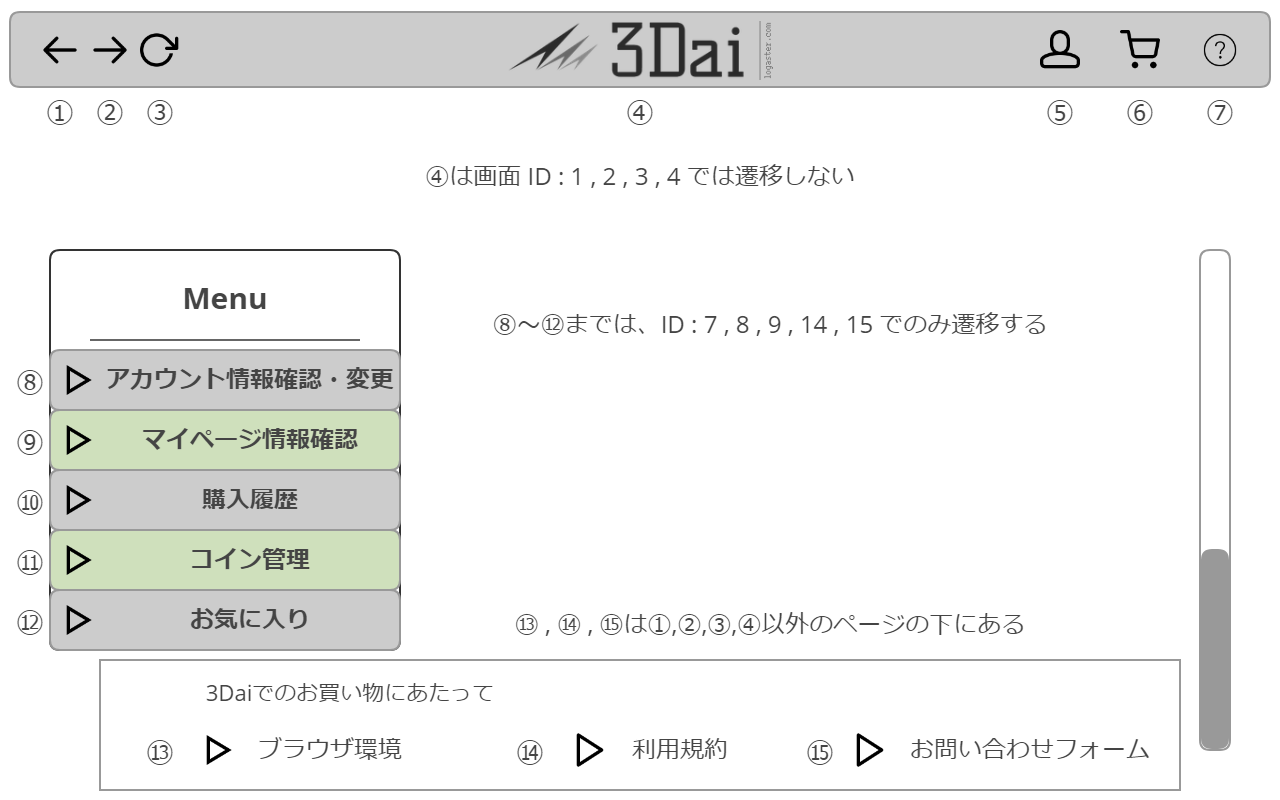 3Dai
logaster.com
① ② ③ ④ ⑤ ⑥ ⑦
④は画面 ID : 1 , 2 , 3 , 4 では遷移しない
Menu
⑧～⑫までは、ID : 7 , 8 , 9 , 14 , 15 でのみ遷移する
⑧ アカウント情報確認・変更
⑨ マイページ情報確認
⑩ 購入履歴
⑪ コイン管理
⑫ お気に入り
⑬ , ⑭ , ⑮は①,②,③,④以外のページの下にある
3Daiでのお買い物にあたって
⑬ ブラウザ環境 ⑭ 利用規約 ⑮ お問い合わせフォーム